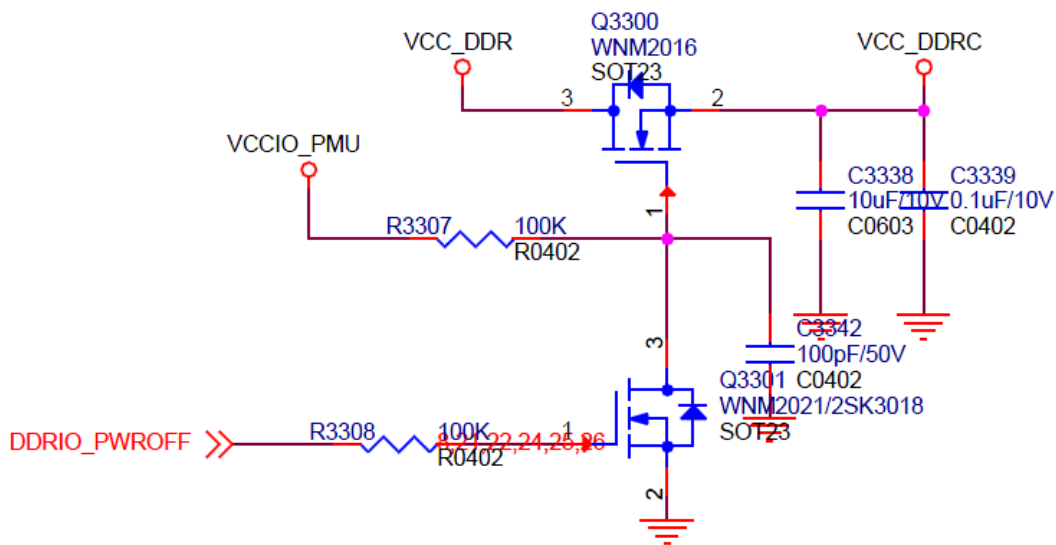 Q3300
WNM2016
SOT23
VCC_DDR
VCC_DDRC
3
2
VCCIO_PMU
1
C3338
10uF/10V
C0603
C3339
0.1uF/10V
C0402
R3307
100K
R0402
C3342
100pF/50V
C0402
3
Q3301
WNM2021/2SK3018
SOT23
DDRIO_PWROFF
R3308
100K
R0402
1
2